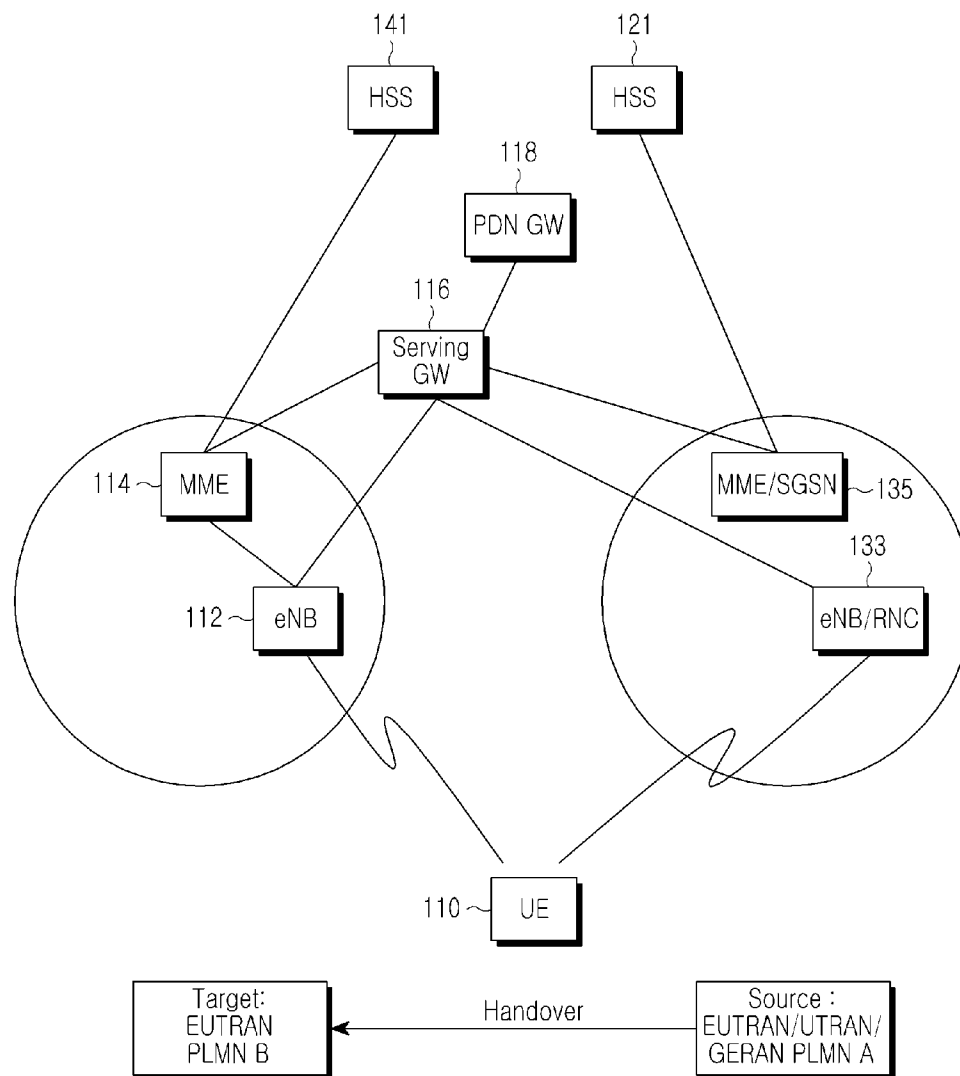 141
HSS
121
HSS
118
PDN GW
116
Serving
GW
114
MME
MME/SGSN
135
133
112
eNB
eNB/RNC
110
UE
Target:
EUTRAN
PLMN B
Handover
Source :
EUTRAN/UTRAN/
GERAN PLMN A